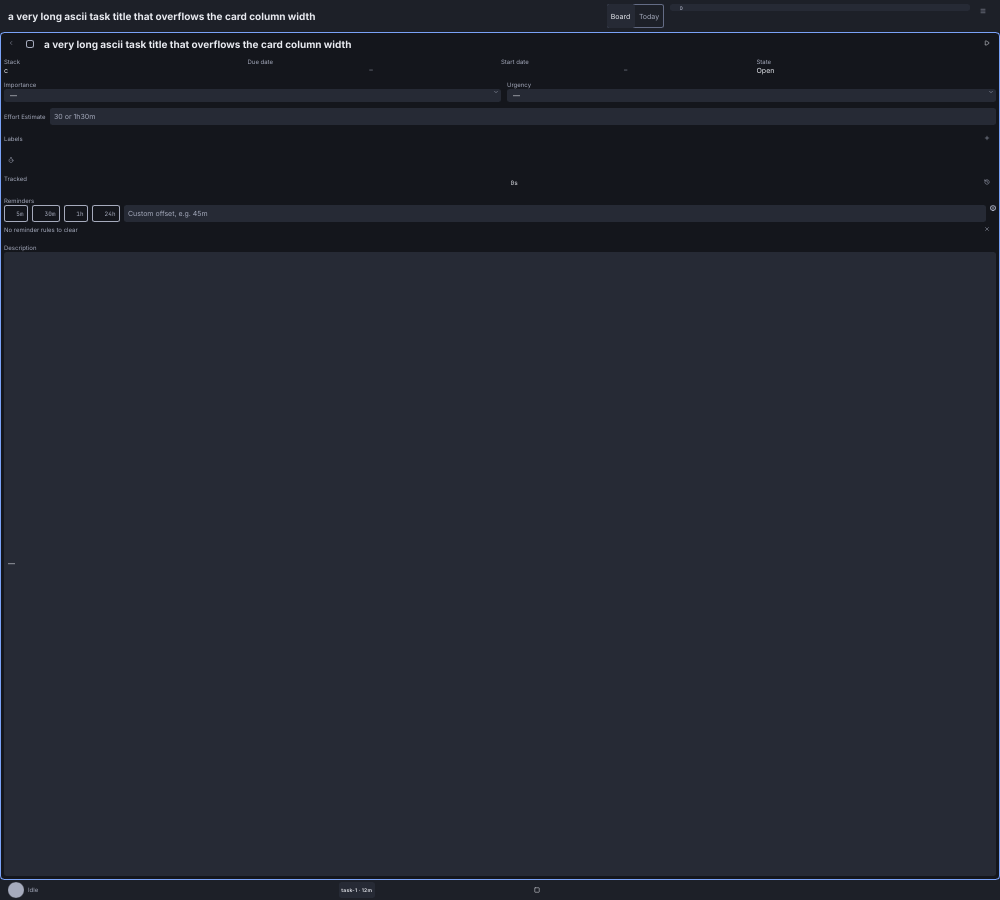 a very long ascii task title that overflows the card column width
Board Today
a very long ascii task title that overflows the card column width
Stack Due date Start date State
c – – Open
Importance Urgency
— —
Effort Estimate 30 or 1h30m
Labels +
Tracked
0s
Reminders
5m 30m 1h 24h Custom offset, e.g. 45m
No reminder rules to clear
Description
—
Idle task-1 · 12m